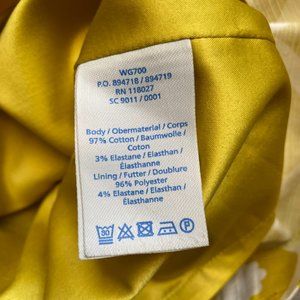 WG700
P.O. 894718 / 894719
RN 118027
SC 9011 / 0001
Body / Obermaterial / Corps
97% Cotton / Baumwolle /
Coton
3% Elastane / Elasthan /
Élasthanne
Lining / Futter / Doublure
96% Polyester
4% Elastane / Elasthan /
Élasthanne
30 P